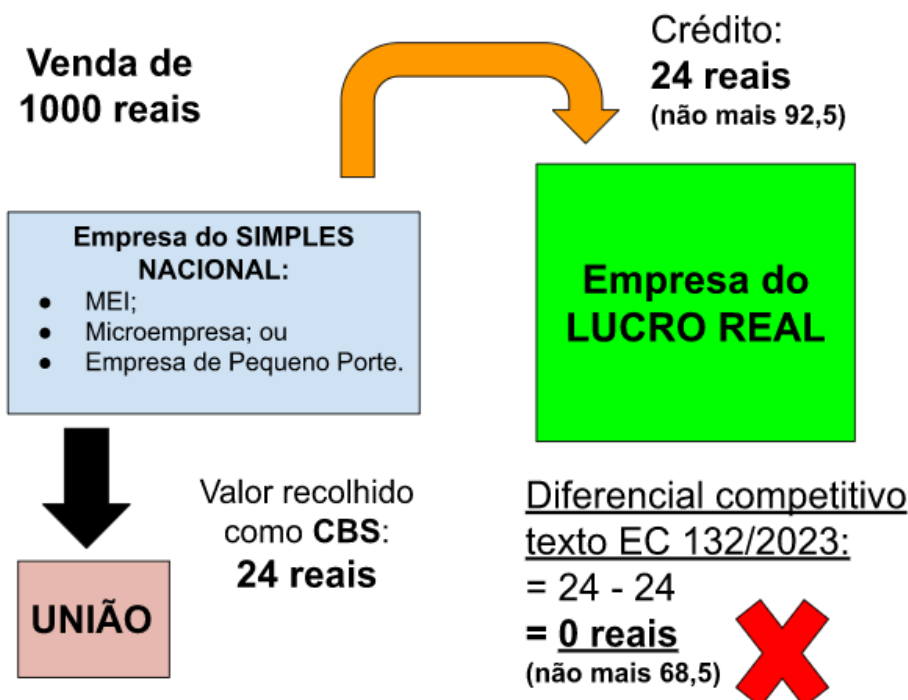 Venda de
1000 reais
Crédito:
24 reais
(não mais 92,5)
Empresa do SIMPLES
NACIONAL:
● MEI;
● Microempresa; ou
● Empresa de Pequeno Porte.
Empresa do
LUCRO REAL
Valor recolhido
como CBS:
24 reais
UNIÃO
Diferencial competitivo
texto EC 132/2023:
= 24 - 24
= 0 reais
(não mais 68,5)